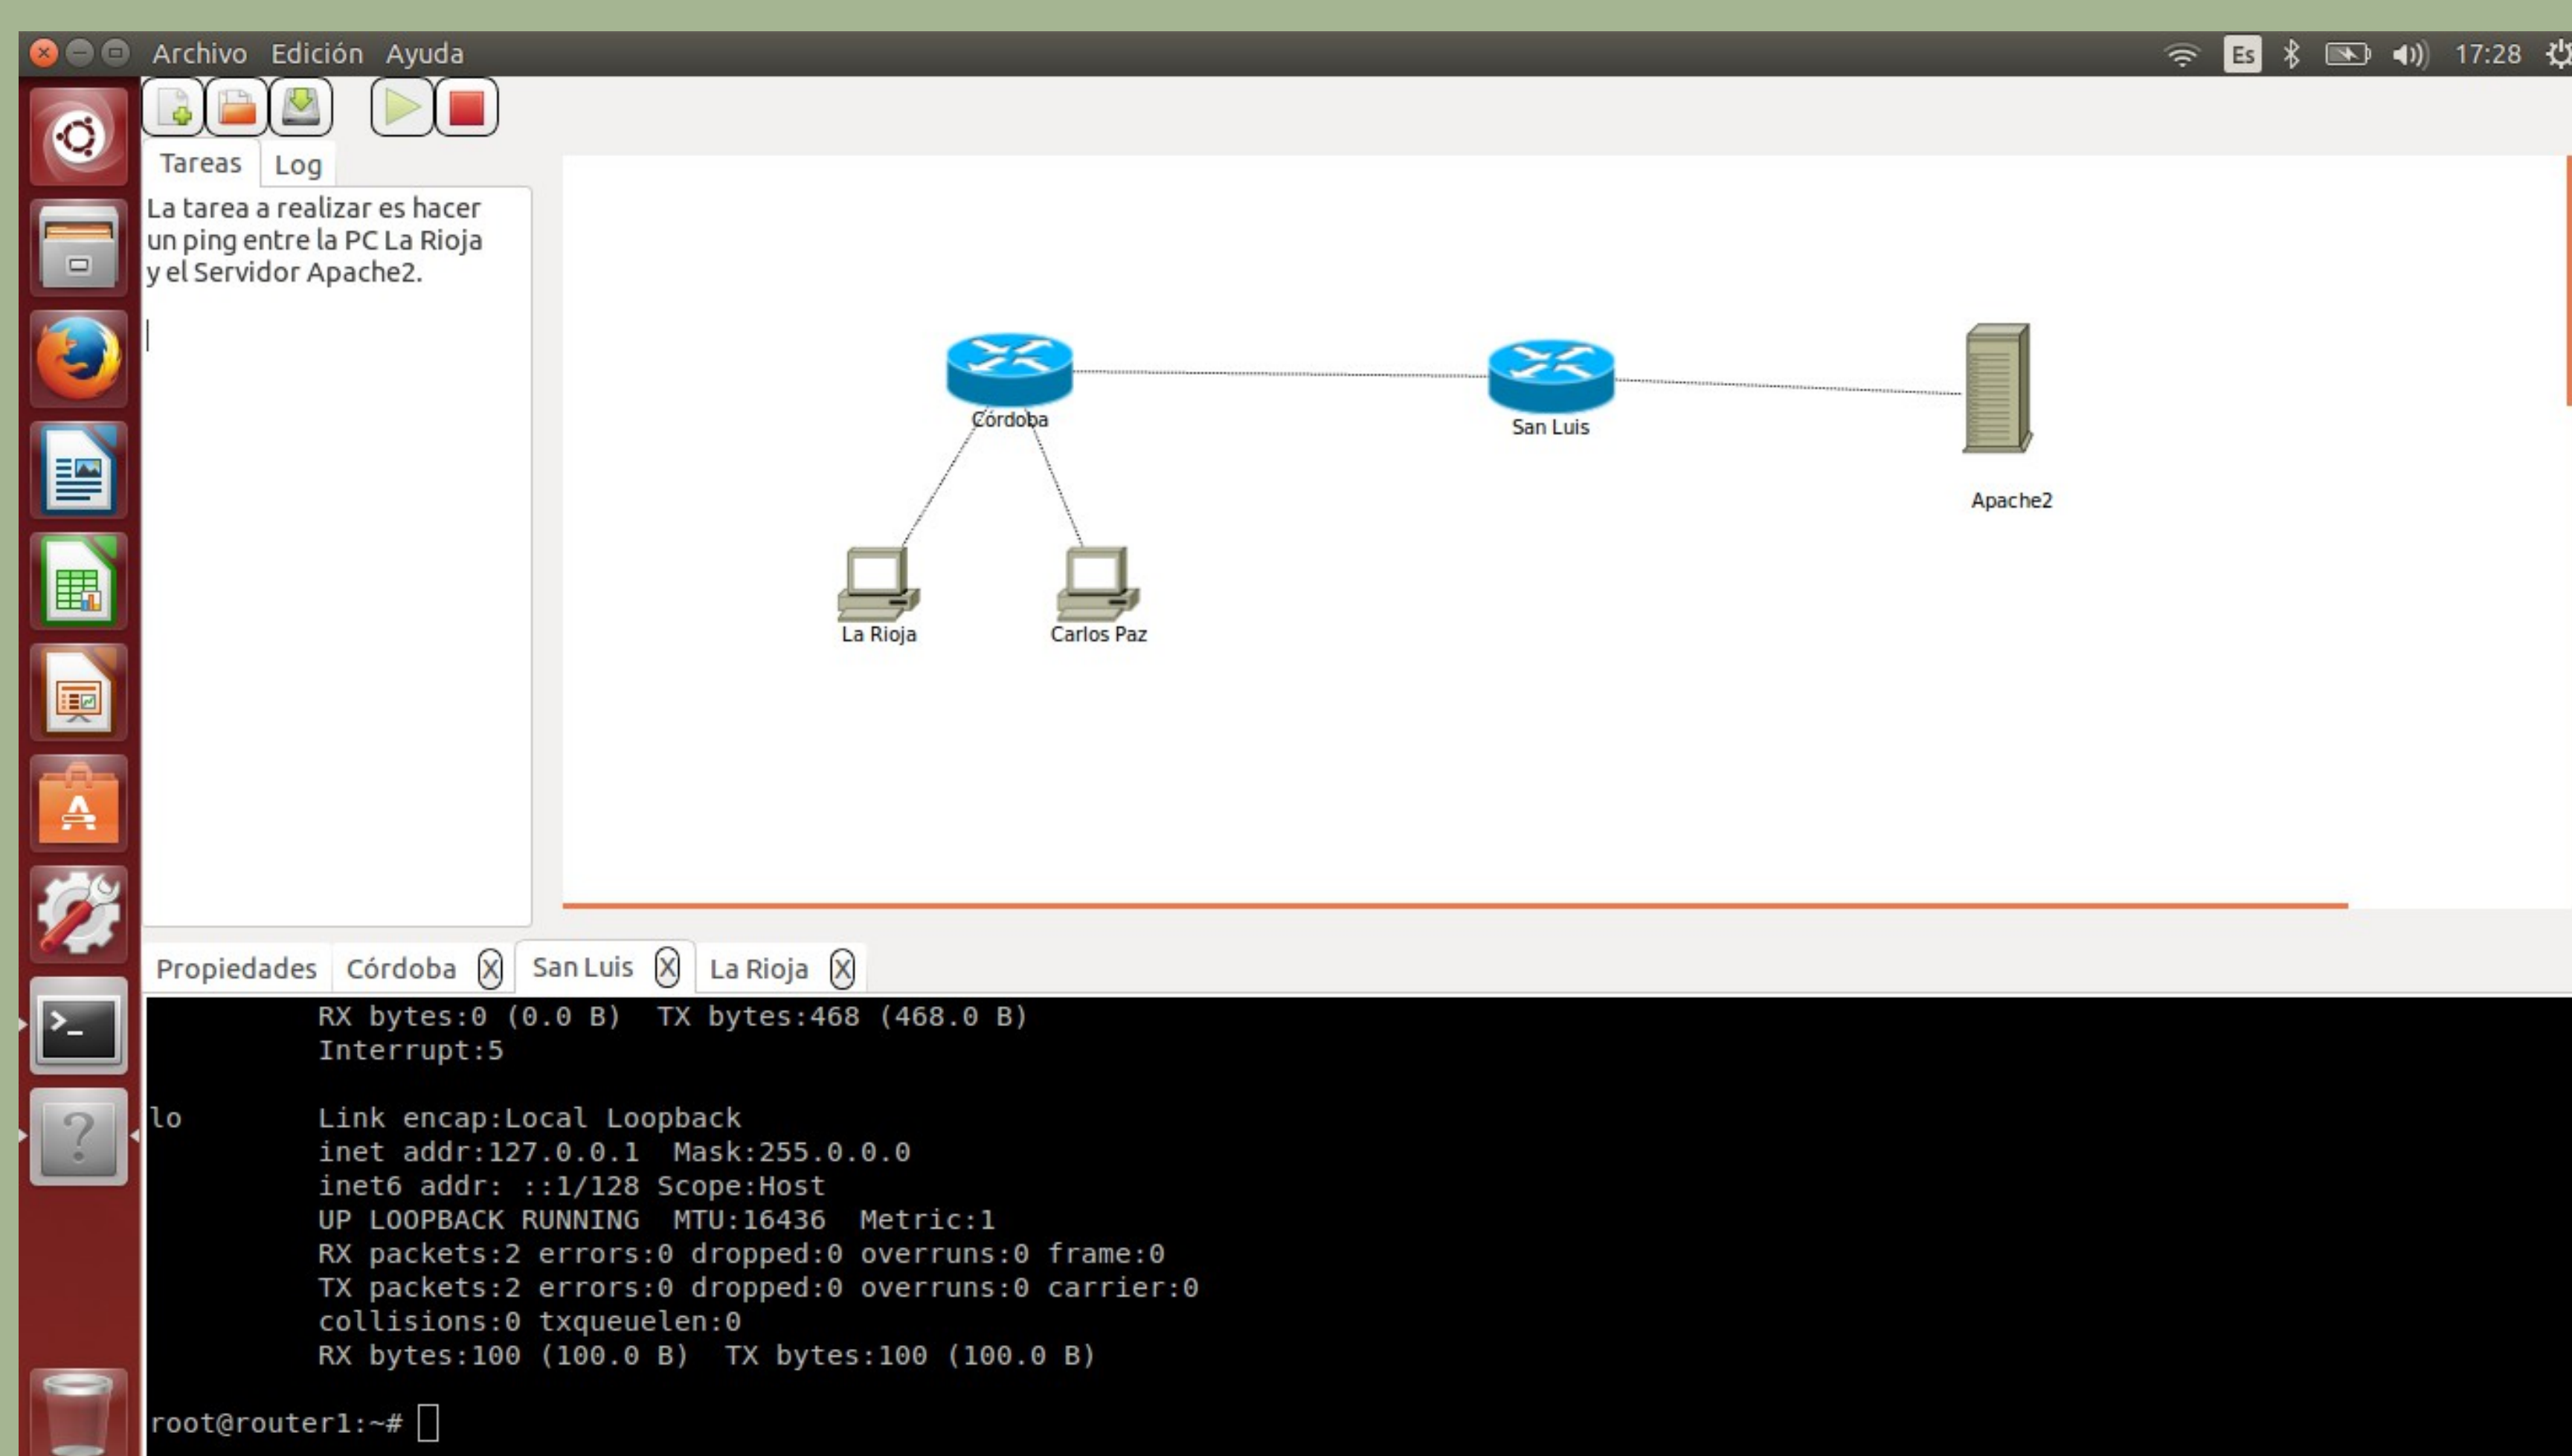 Archivo Edición Ayuda
Es 17:28
Tareas Log
La tarea a realizar es hacer
un ping entre la PC La Rioja
y el Servidor Apache2.
Córdoba
San Luis
Apache2
La Rioja
Carlos Paz
Propiedades Córdoba X San Luis X La Rioja X
RX bytes:0 (0.0 B)  TX bytes:468 (468.0 B)
Interrupt:5
lo        Link encap:Local Loopback
inet addr:127.0.0.1  Mask:255.0.0.0
inet6 addr: ::1/128 Scope:Host
UP LOOPBACK RUNNING  MTU:16436  Metric:1
RX packets:2 errors:0 dropped:0 overruns:0 frame:0
TX packets:2 errors:0 dropped:0 overruns:0 carrier:0
collisions:0 txqueuelen:0
RX bytes:100 (100.0 B)  TX bytes:100 (100.0 B)
root@router1:~#